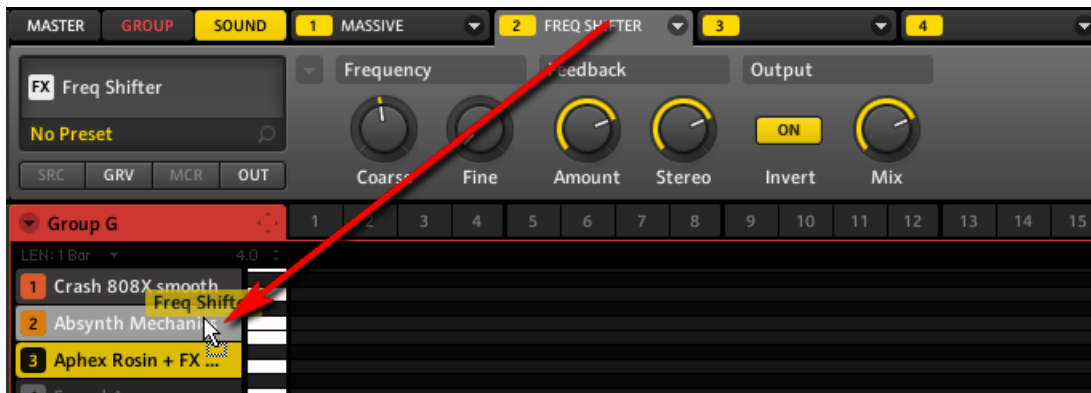 MASTER GROUP SOUND 1 MASSIVE 2 FREQ SHIFTER 3 4
Frequency Feedback Output
FX Freq Shifter
No Preset
ON
SRC GRV MCR OUT
Coarse Fine Amount Stereo Invert Mix
Group G 1 2 3 4 5 6 7 8 9 10 11 12 13 14 15
LEN: 1 Bar 4.0
1 Crash 808X smooth
Freq Shifter
2 Absynth Mechanics
3 Aphex Rosin + FX ...